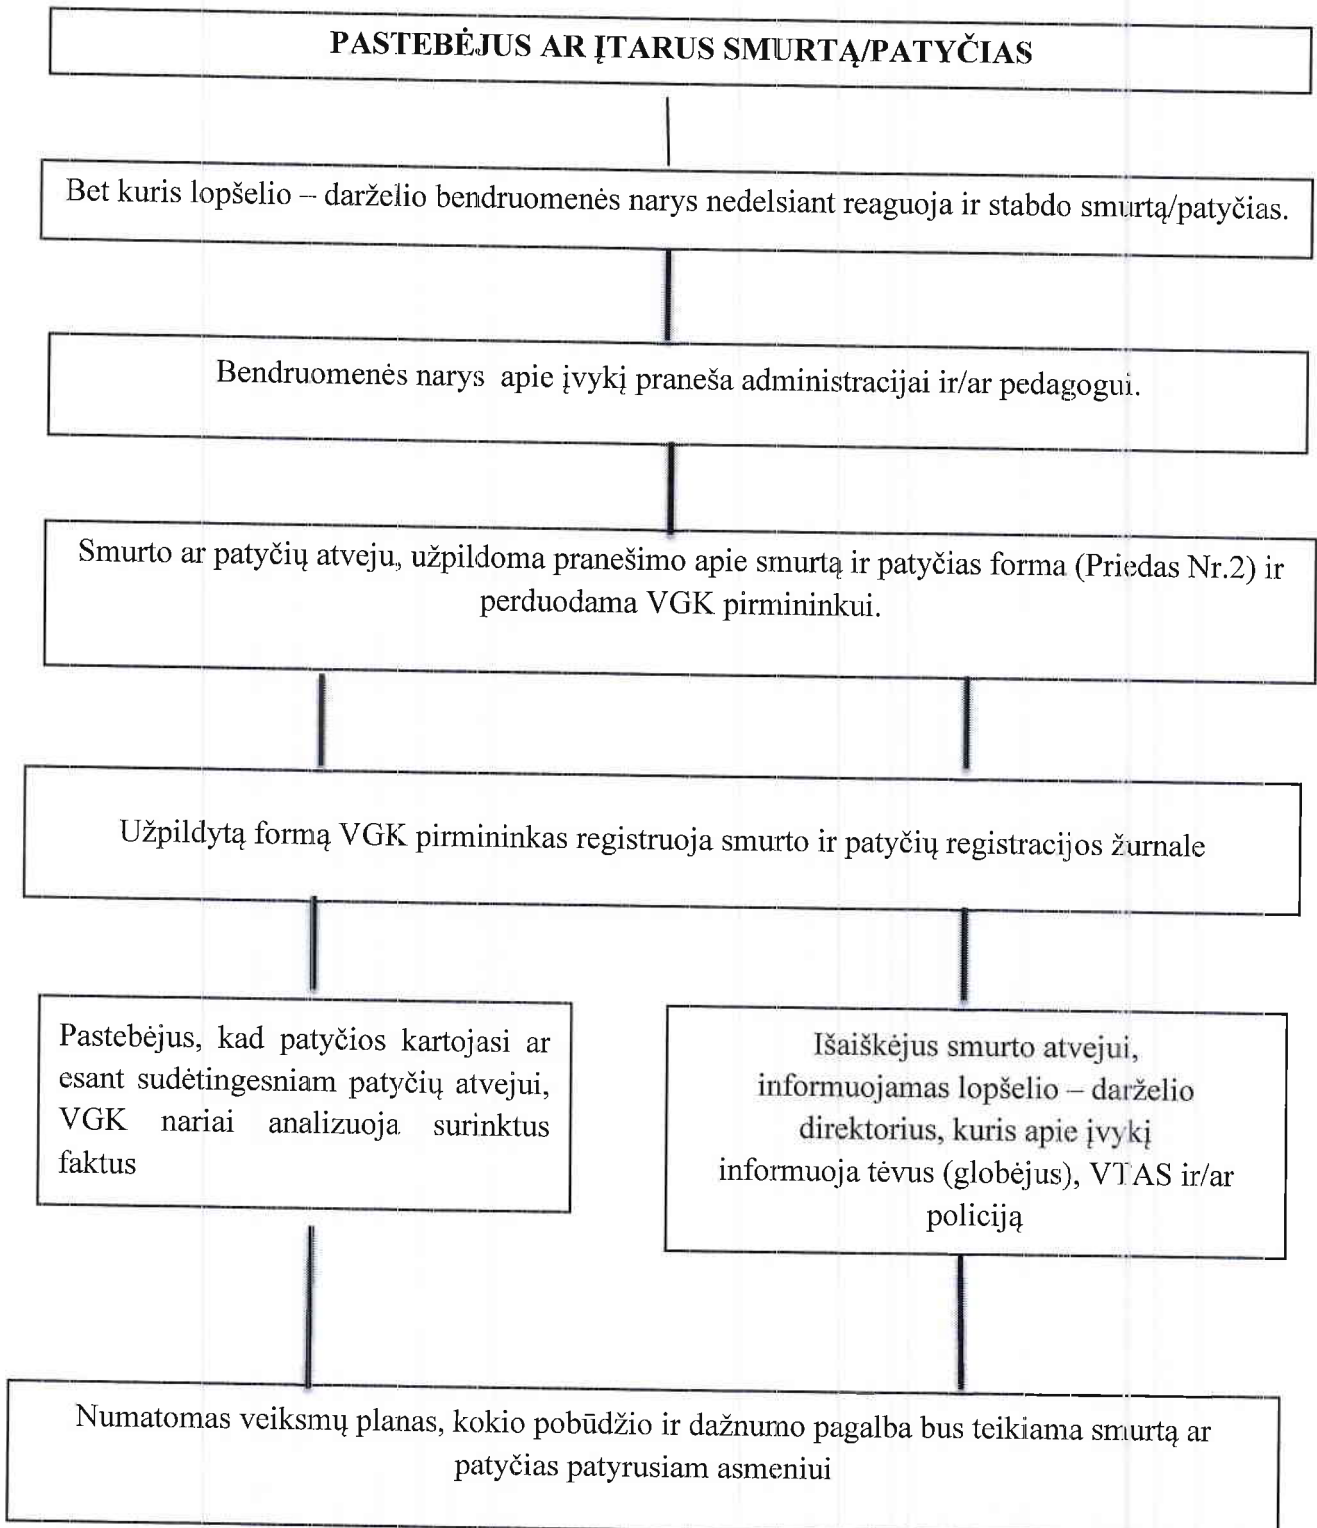 PASTEBĖJUS AR ĮTARUS SMURTĄ/PATYČIAS
Bet kuris lopšelio – darželio bendruomenės narys nedelsiant reaguoja ir stabdo smurtą/patyčias.
Bendruomenės narys apie įvykį praneša administracijai ir/ar pedagogui.
Smurto ar patyčių atveju, užpildoma pranešimo apie smurtą ir patyčias forma (Priedas Nr.2) ir
perduodama VGK pirmininkui.
Užpildytą formą VGK pirmininkas registruoja smurto ir patyčių registracijos žurnale
Pastebėjus, kad patyčios kartojasi ar
esant sudėtingesniam patyčių atvejui,
VGK nariai analizuoja surinktus
faktus
Išaiškėjus smurto atvejui,
informuojamas lopšelio – darželio
direktorius, kuris apie įvykį
informuoja tėvus (globėjus), VTAS ir/ar
policiją
Numatomas veiksmų planas, kokio pobūdžio ir dažnumo pagalba bus teikiama smurtą ar
patyčias patyrusiam asmeniui